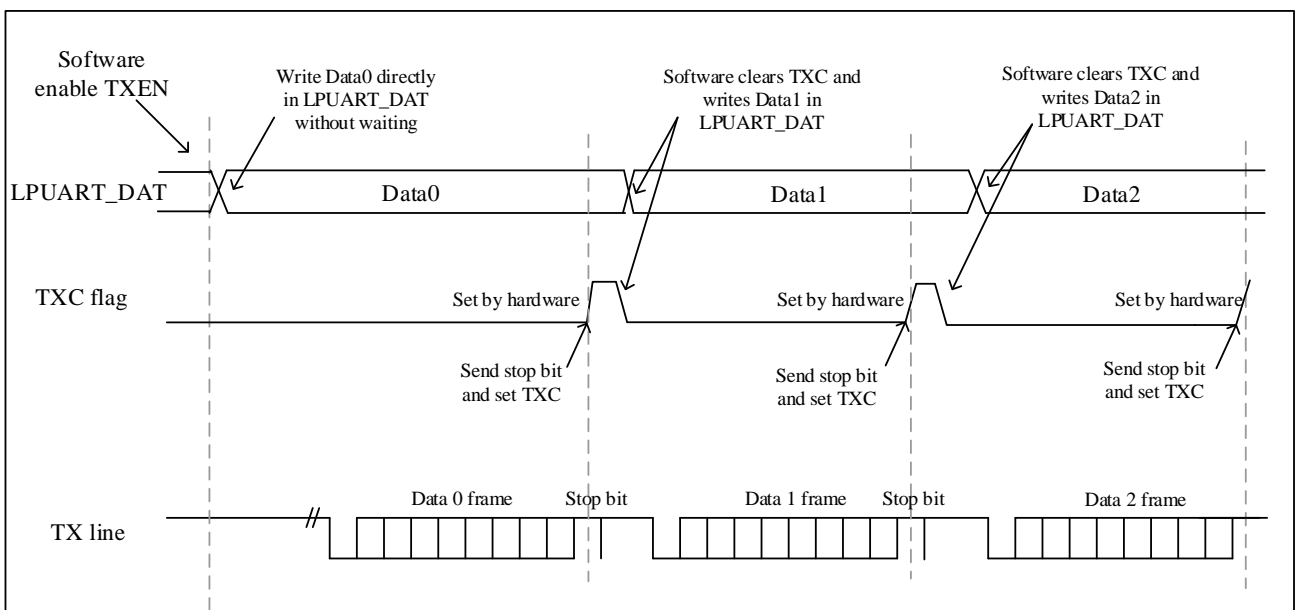 Software
enable TXEN
Write Data0 directly
in LPUART_DAT
without waiting
Software clears TXC and
writes Data1 in
LPUART_DAT
Software clears TXC and
writes Data2 in
LPUART_DAT
LPUART_DAT
Data0
Data1
Data2
TXC flag
Set by hardware
Set by hardware
Set by hardware
Send stop bit
and set TXC
Send stop bit
and set TXC
Send stop bit
and set TXC
TX line
Data 0 frame
Stop bit
Data 1 frame
Stop bit
Data 2 frame